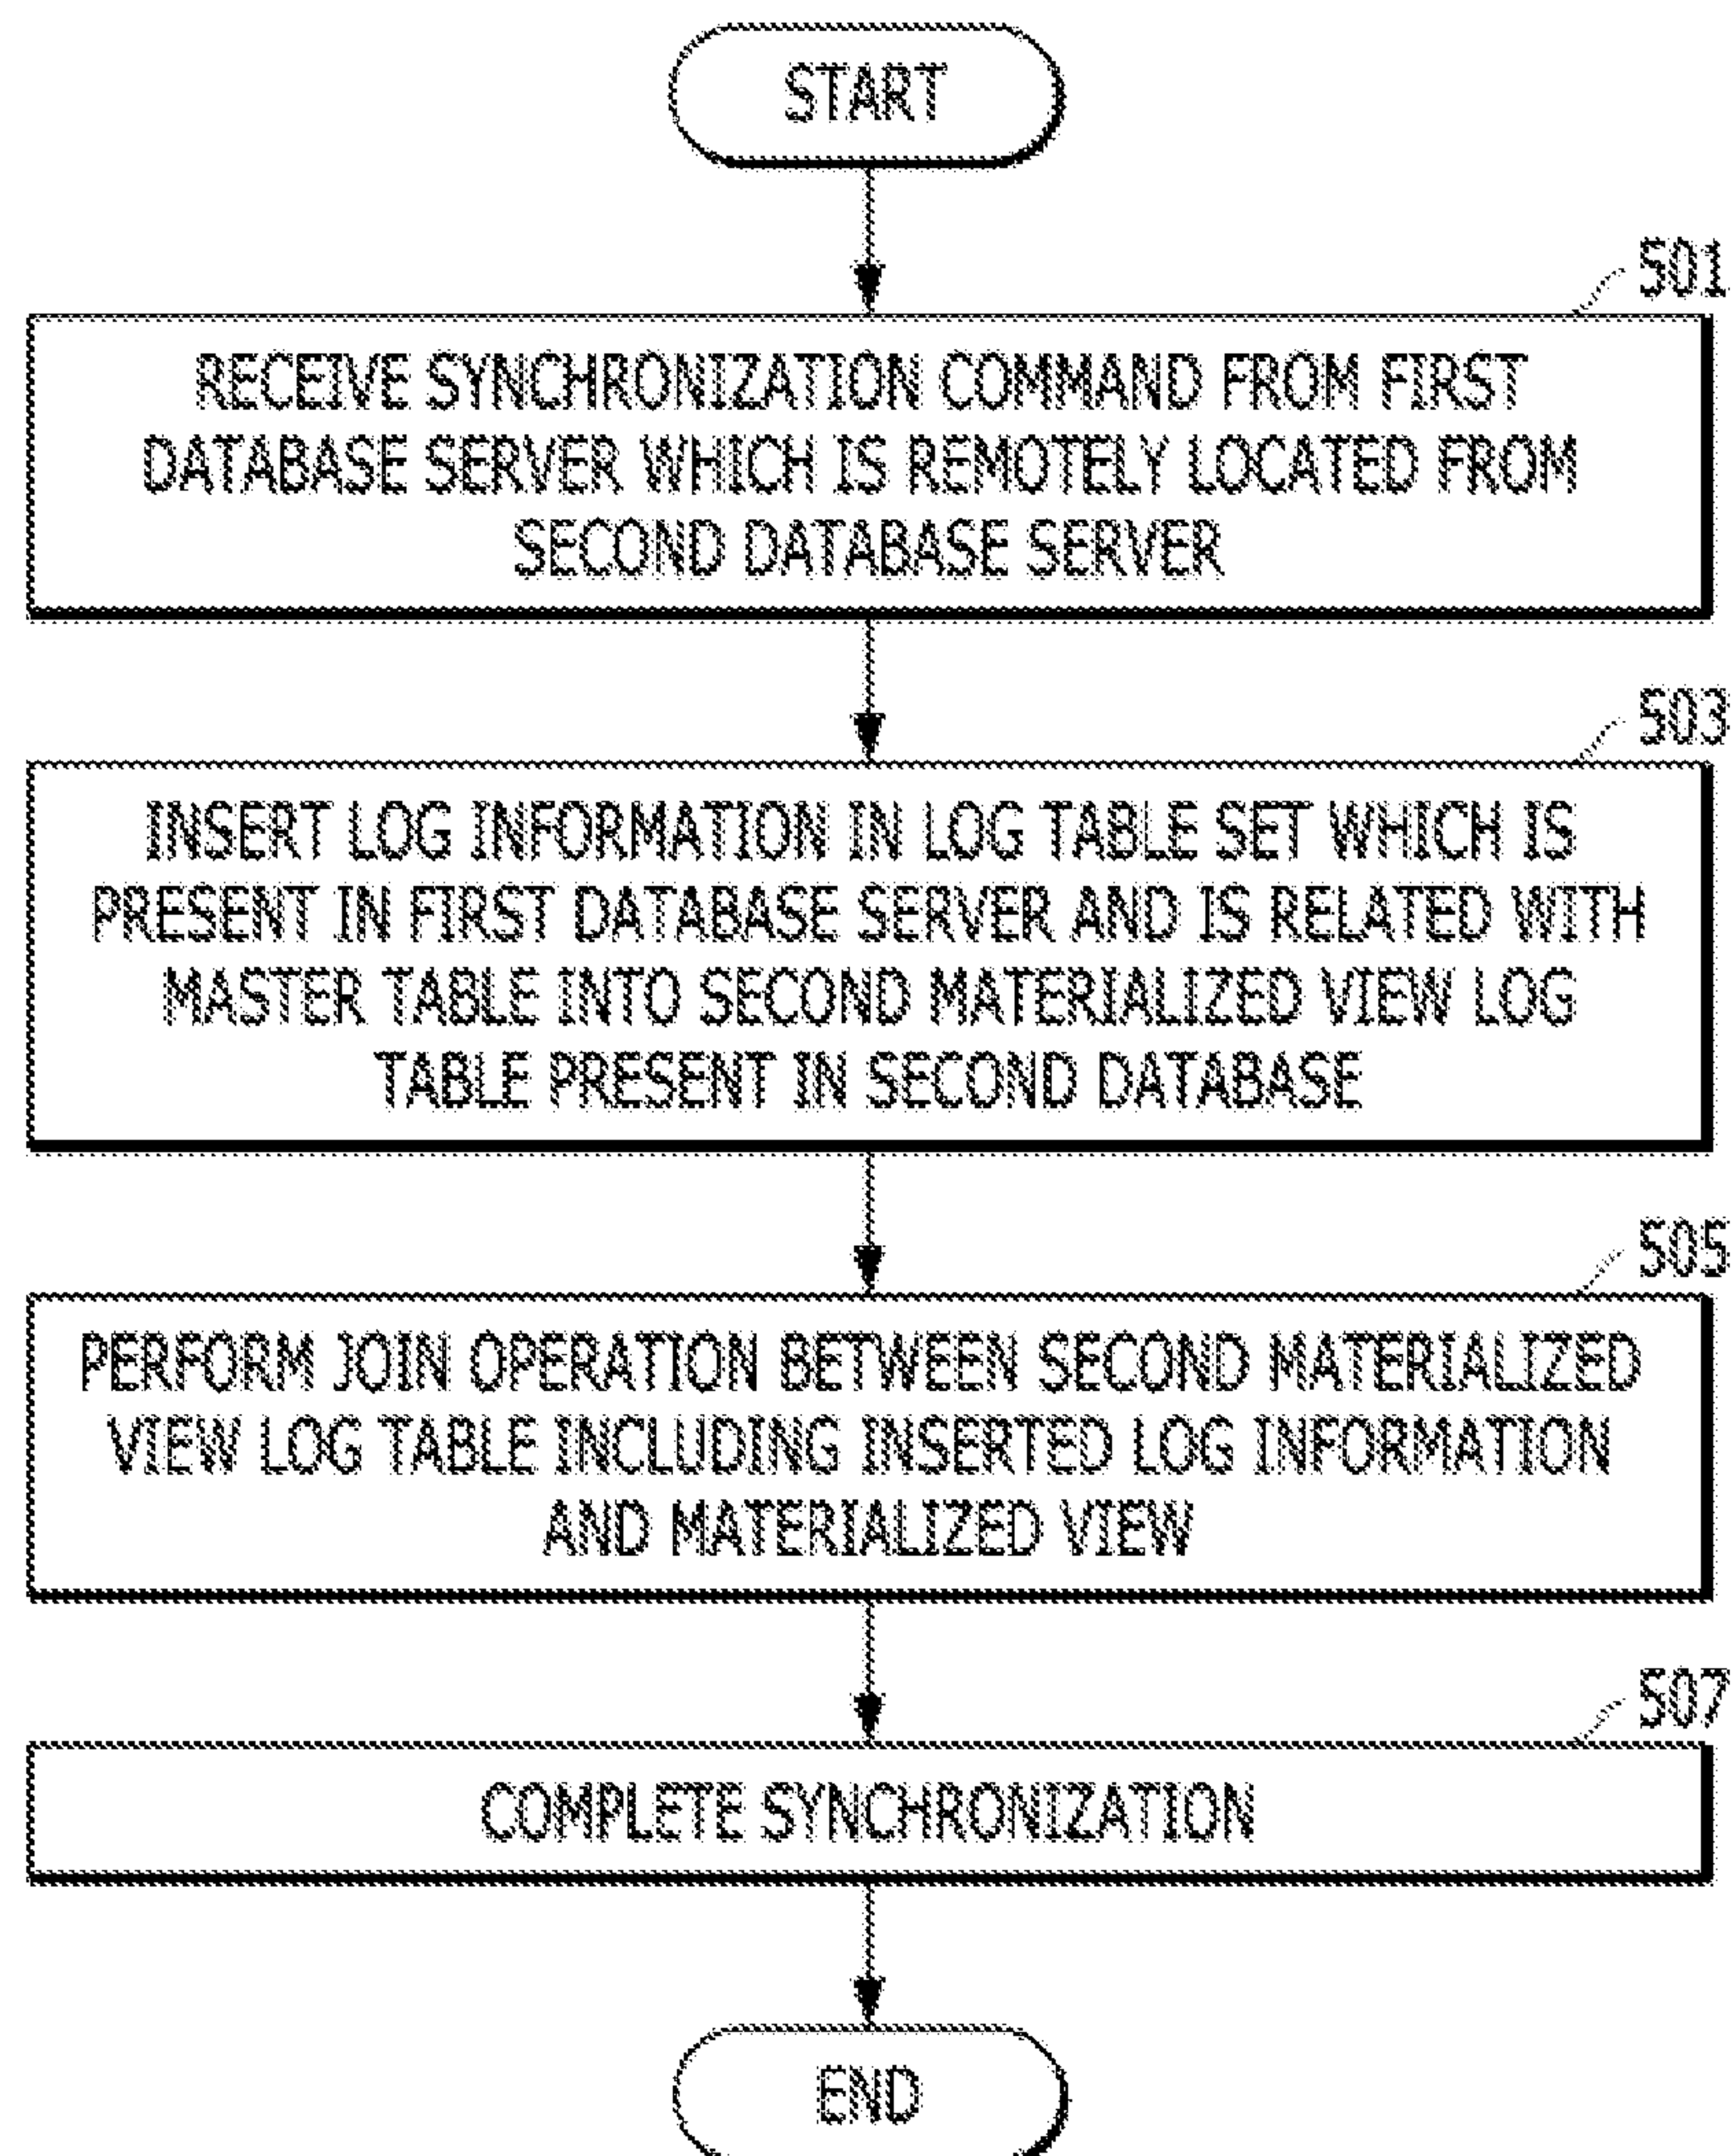 START
501
RECEIVE SYNCHRONIZATION COMMAND FROM FIRST
DATABASE SERVER WHICH IS REMOTELY LOCATED FROM
SECOND DATABASE SERVER
503
INSERT LOG INFORMATION IN LOG TABLE SET WHICH IS
PRESENT IN FIRST DATABASE SERVER AND IS RELATED WITH
MASTER TABLE INTO SECOND MATERIALIZED VIEW LOG
TABLE PRESENT IN SECOND DATABASE
505
PERFORM JOIN OPERATION BETWEEN SECOND MATERIALIZED
VIEW LOG TABLE INCLUDING INSERTED LOG INFORMATION
AND MATERIALIZED VIEW
507
COMPLETE SYNCHRONIZATION
END